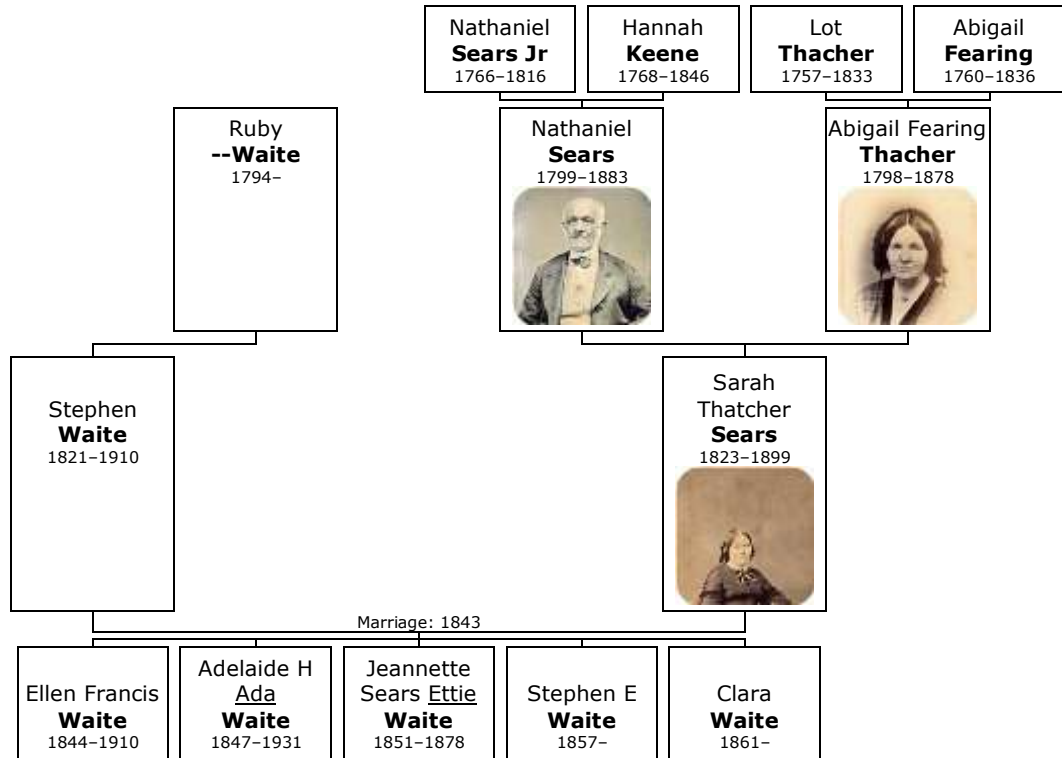 Nathaniel
Sears Jr
1766–1816
Hannah
Keene
1768–1846
Lot
Thacher
1757–1833
Abigail
Fearing
1760–1836
Ruby
--Waite
1794–
Nathaniel
Sears
1799–1883
Abigail Fearing
Thacher
1798–1878
Stephen
Waite
1821–1910
Sarah
Thatcher
Sears
1823–1899
Marriage: 1843
Ellen Francis
Waite
1844–1910
Adelaide H
Ada
Waite
1847–1931
Jeannette
Sears Ettie
Waite
1851–1878
Stephen E
Waite
1857–
Clara
Waite
1861–